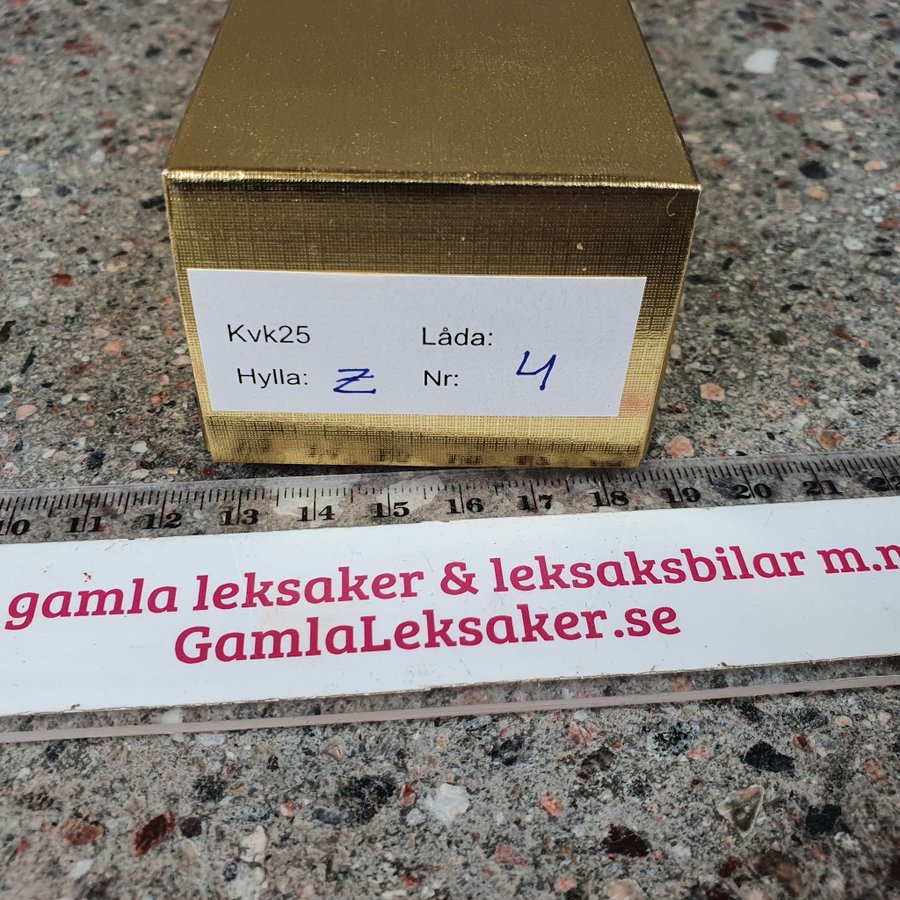 Kvk25 Låda:
Hylla: Z Nr: 4
10 11 12 13 14 15 16 17 18 19 20 21 22
gamla leksaker & leksaksbilar m.m
GamlaLeksaker.se